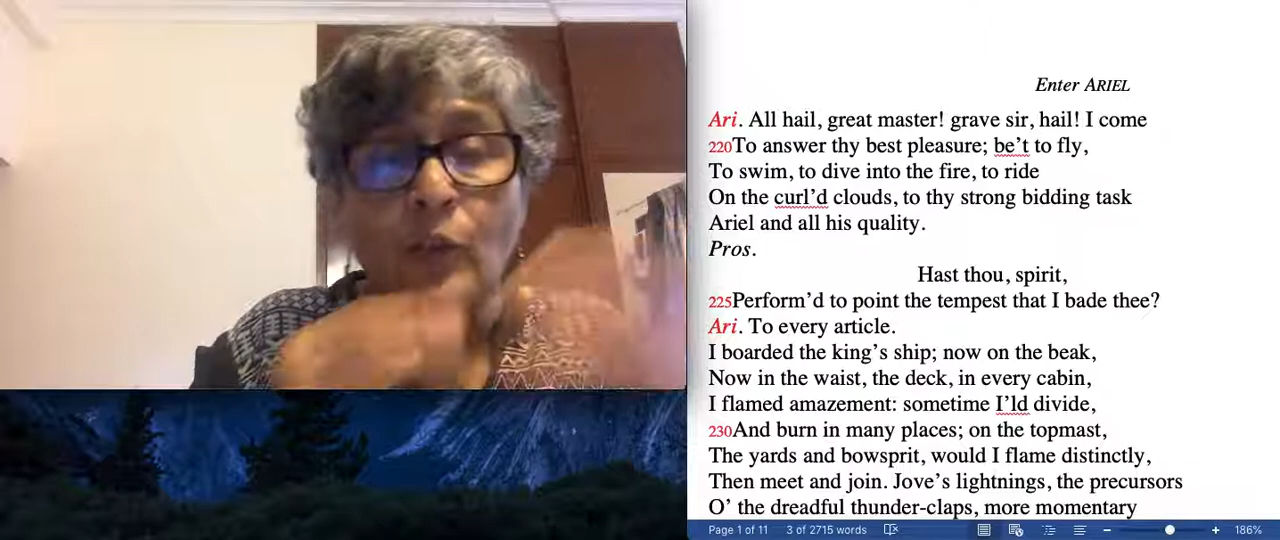 Enter ARIEL
Ari. All hail, great master! grave sir, hail! I come
220To answer thy best pleasure; be’t to fly,
To swim, to dive into the fire, to ride
On the curl’d clouds, to thy strong bidding task
Ariel and all his quality.
Pros.
Hast thou, spirit,
225Perform’d to point the tempest that I bade thee?
Ari. To every article.
I boarded the king’s ship; now on the beak,
Now in the waist, the deck, in every cabin,
I flamed amazement: sometime I’ld divide,
230And burn in many places; on the topmast,
The yards and bowsprit, would I flame distinctly,
Then meet and join. Jove’s lightnings, the precursors
O’ the dreadful thunder-claps, more momentary
Page 1 of 11 3 of 2715 words 186%